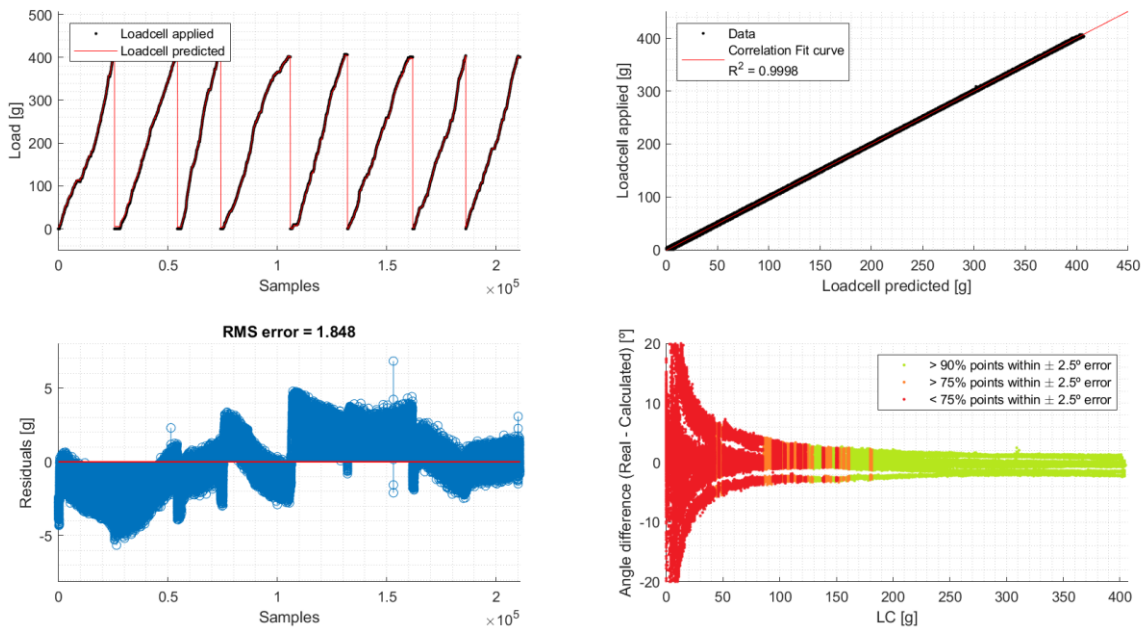 500
400
300
200
100
0
Load [g]
Loadcell applied
Loadcell predicted
0
0.5
1
1.5
2
Samples
×10^5
400
300
200
100
0
Loadcell applied [g]
Data
Correlation Fit curve
R^2 = 0.9998
0
50
100
150
200
250
300
350
400
450
Loadcell predicted [g]
RMS error = 1.848
5
0
-5
Residuals [g]
0
0.5
1
1.5
2
Samples
×10^5
20
10
0
-10
-20
Angle difference (Real - Calculated) [º]
> 90% points within ± 2.5º error
> 75% points within ± 2.5º error
< 75% points within ± 2.5º error
0
50
100
150
200
250
300
350
400
LC [g]